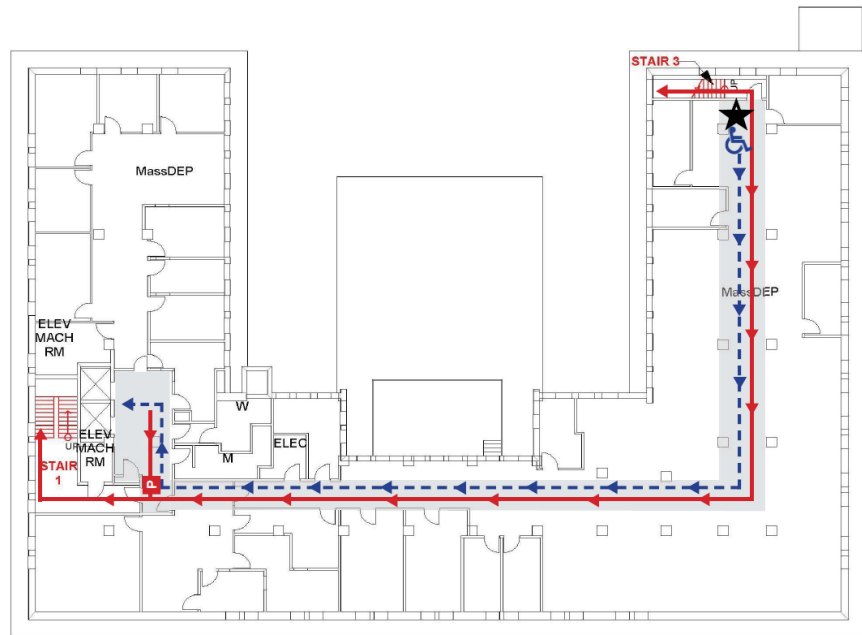 STAIR 3
UP
MassDEP
MassDEP
ELEV
MACH
RM
W
ELEV
MACH
RM
UP
M
ELEC
STAIR
1
P